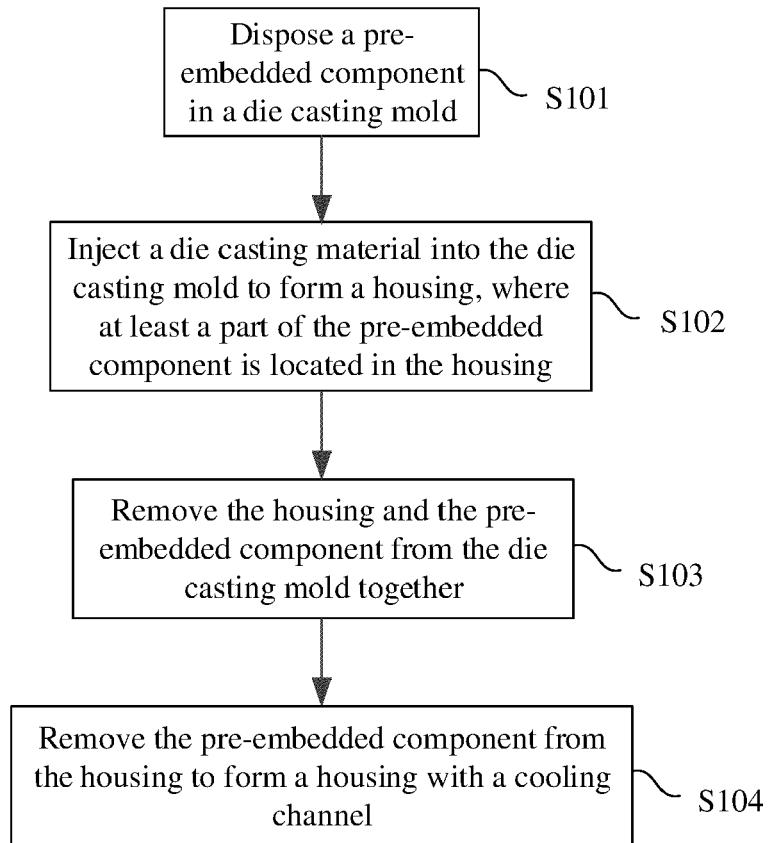 Dispose a pre-
embedded component
in a die casting mold
S101
Inject a die casting material into the die
casting mold to form a housing, where
at least a part of the pre-embedded
component is located in the housing
S102
Remove the housing and the pre-
embedded component from the die
casting mold together
S103
Remove the pre-embedded component from
the housing to form a housing with a cooling
channel
S104